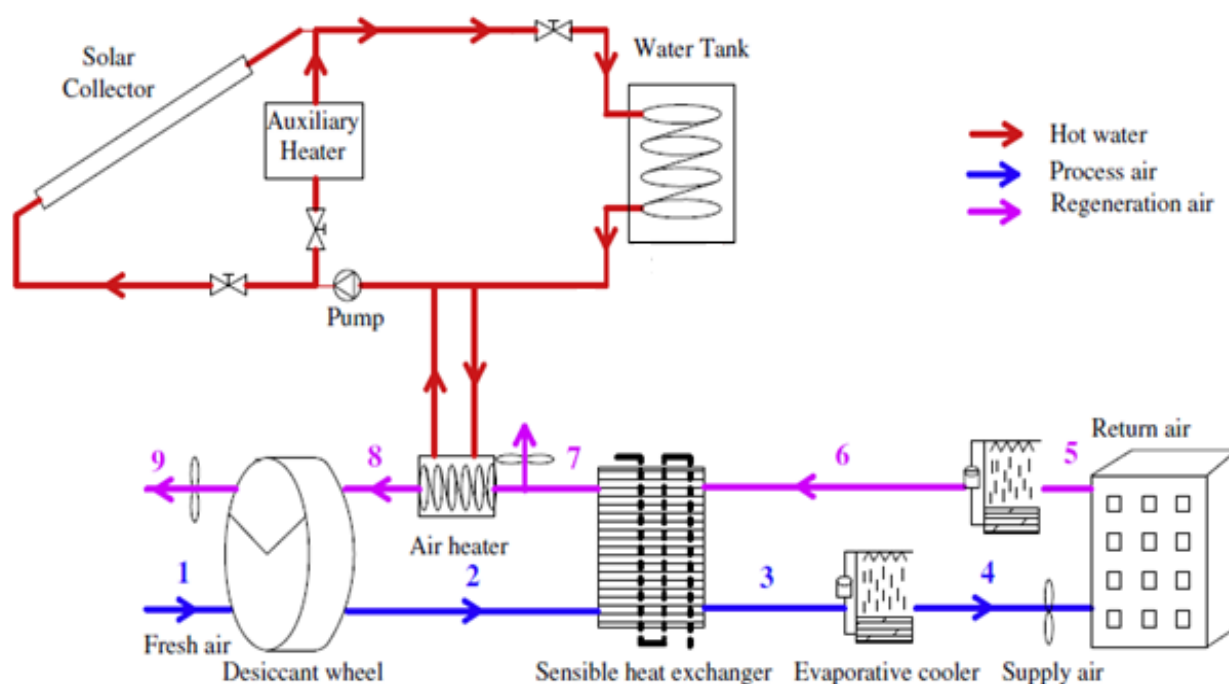 Solar
Collector
Auxiliary
Heater
Water Tank
Hot water
Process air
Regeneration air
Pump
9
8
7
6
5
Return air
Air heater
1
2
3
4
Fresh air
Desiccant wheel
Sensible heat exchanger
Evaporative cooler
Supply air